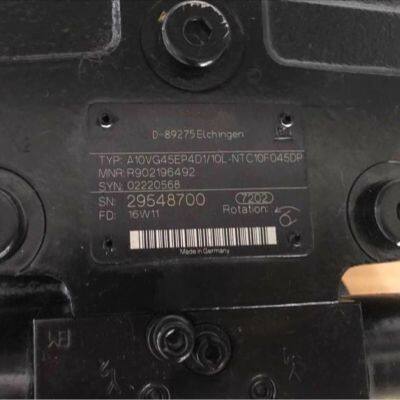 D-89275 Elchingen
TYP: A10VG45EP4D1/10L-NTC10F045DP
MNR: R902196492
SYN: 02220568
SN: 29548700 7202
FD: 16W11 Rotation:
Made in Germany